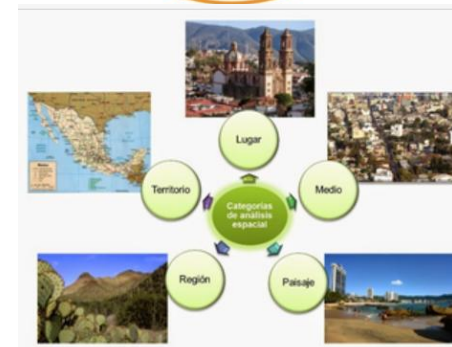 Lugar
Territorio
Medio
Categorías
de análisis
espacial
Región
Paisaje